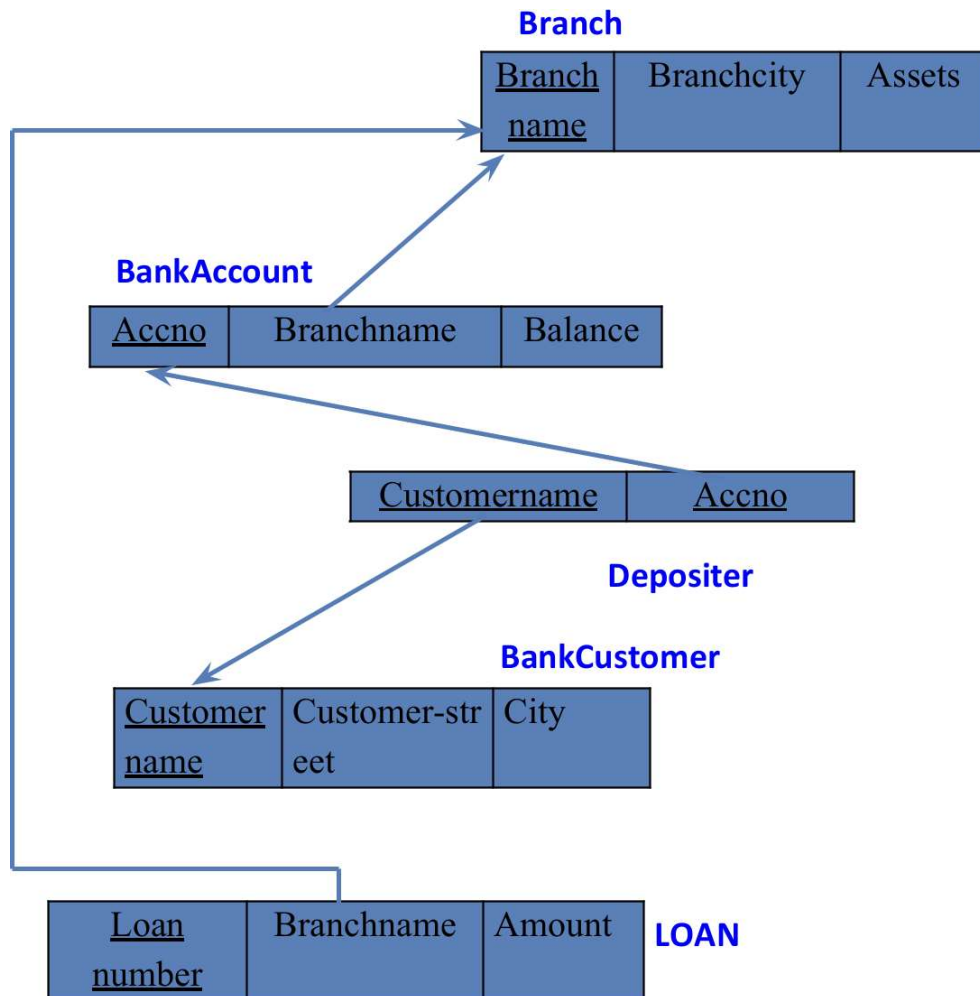 Branch
Branch Branchcity Assets
name
BankAccount
Accno Branchname Balance
Customername Accno
Depositer
BankCustomer
Customer Customer-str City
name eet
Loan Branchname Amount
LOAN
number